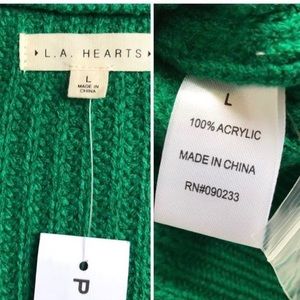 L.A. HEARTS
L
MADE IN
CHINA
P
L
100% ACRYLIC
MADE IN CHINA
RN#090233